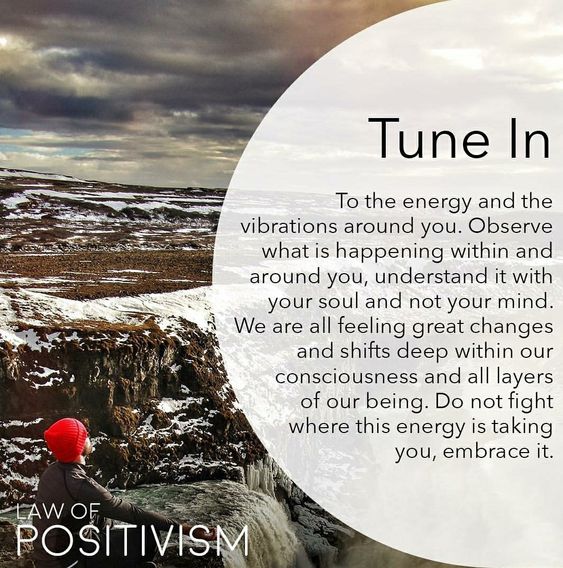 Tune In
To the energy and the
vibrations around you. Observe
what is happening within and
around you, understand it with
your soul and not your mind.
We are all feeling great changes
and shifts deep within our
consciousness and all layers
of our being. Do not fight
where this energy is taking
you, embrace it.
LAW OF
POSITIVISM